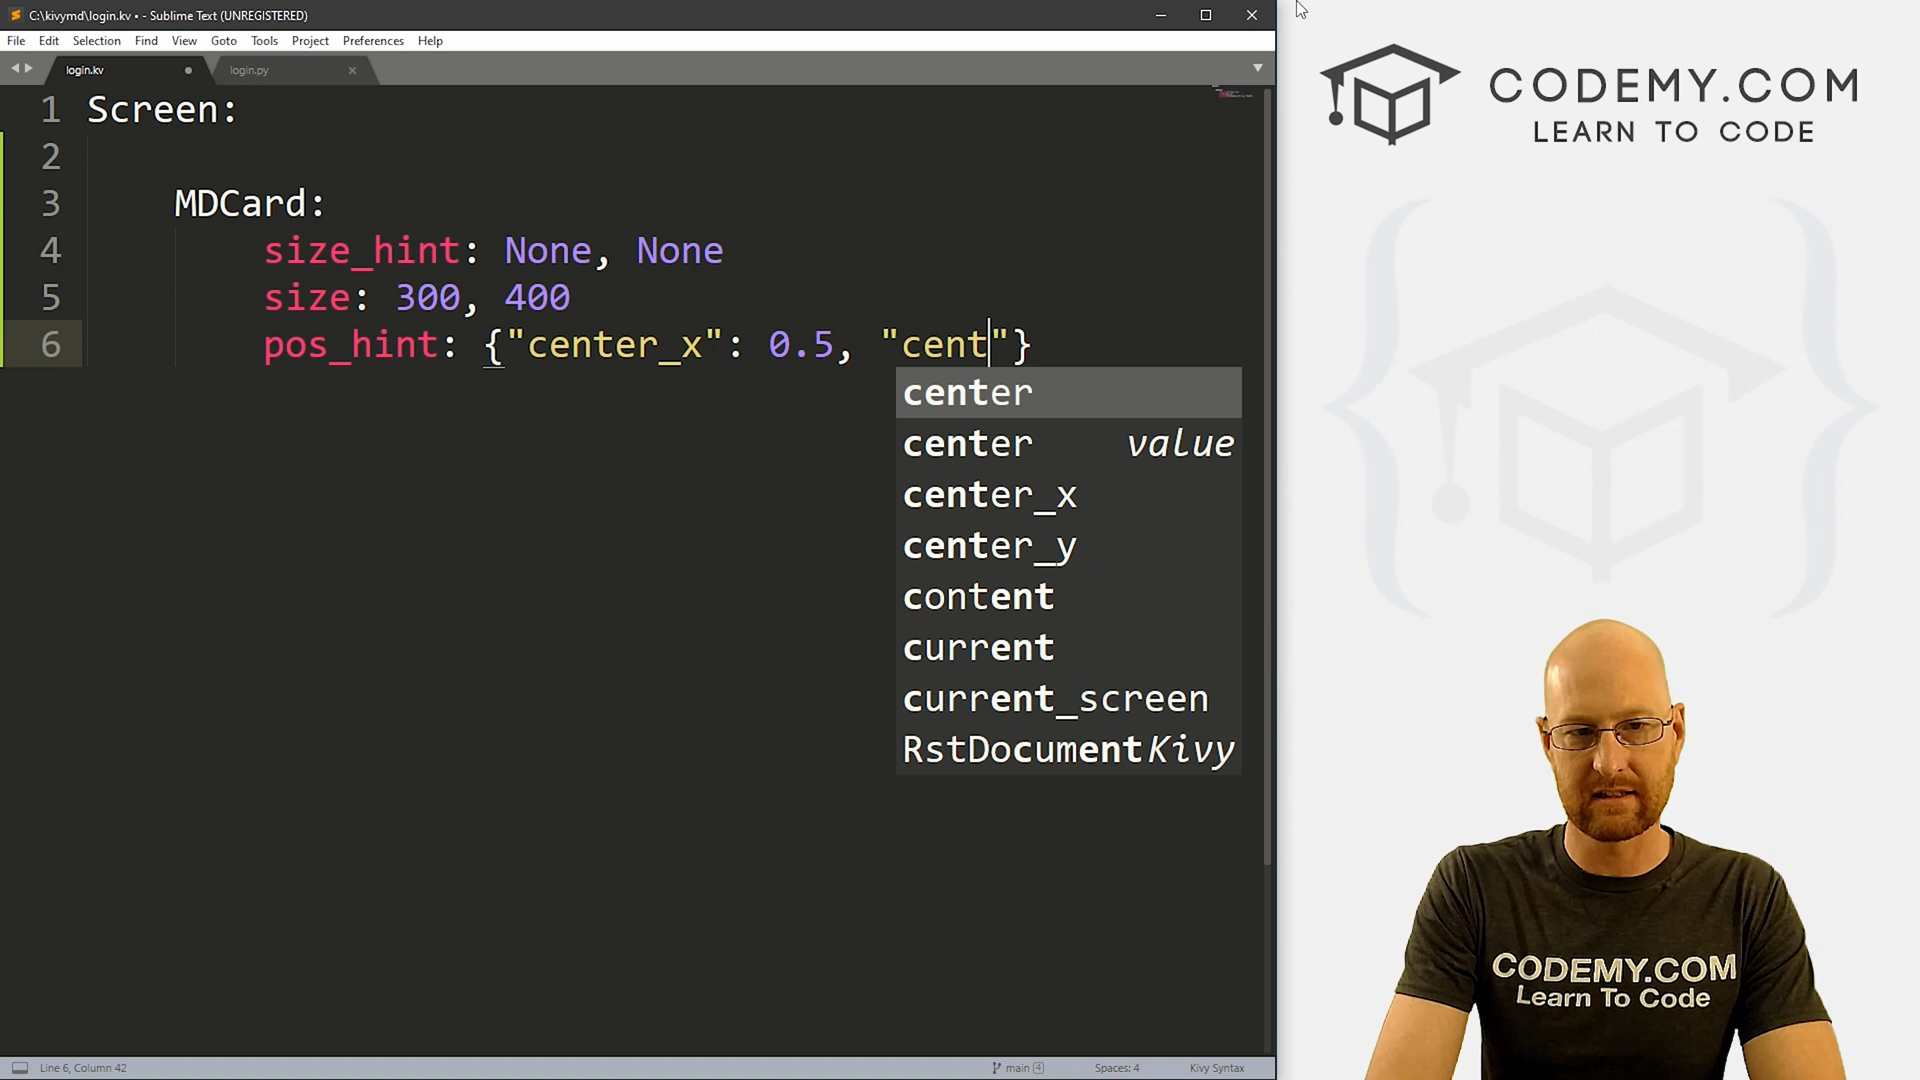 C:\kivymd\login.kv • - Sublime Text (UNREGISTERED)
File Edit Selection Find View Goto Tools Project Preferences Help
login.kv login.py
1 Screen:
2
3 MDCard:
4 size_hint: None, None
5 size: 300, 400
6 pos_hint: {"center_x": 0.5, "cent"}
center
center value
center_x
center_y
content
current
current_screen
RstDocumentKivy
Line 6, Column 42 main 4 Spaces: 4 Kivy Syntax
CODEMY.COM
LEARN TO CODE
CODEMY.COM
Learn To Code